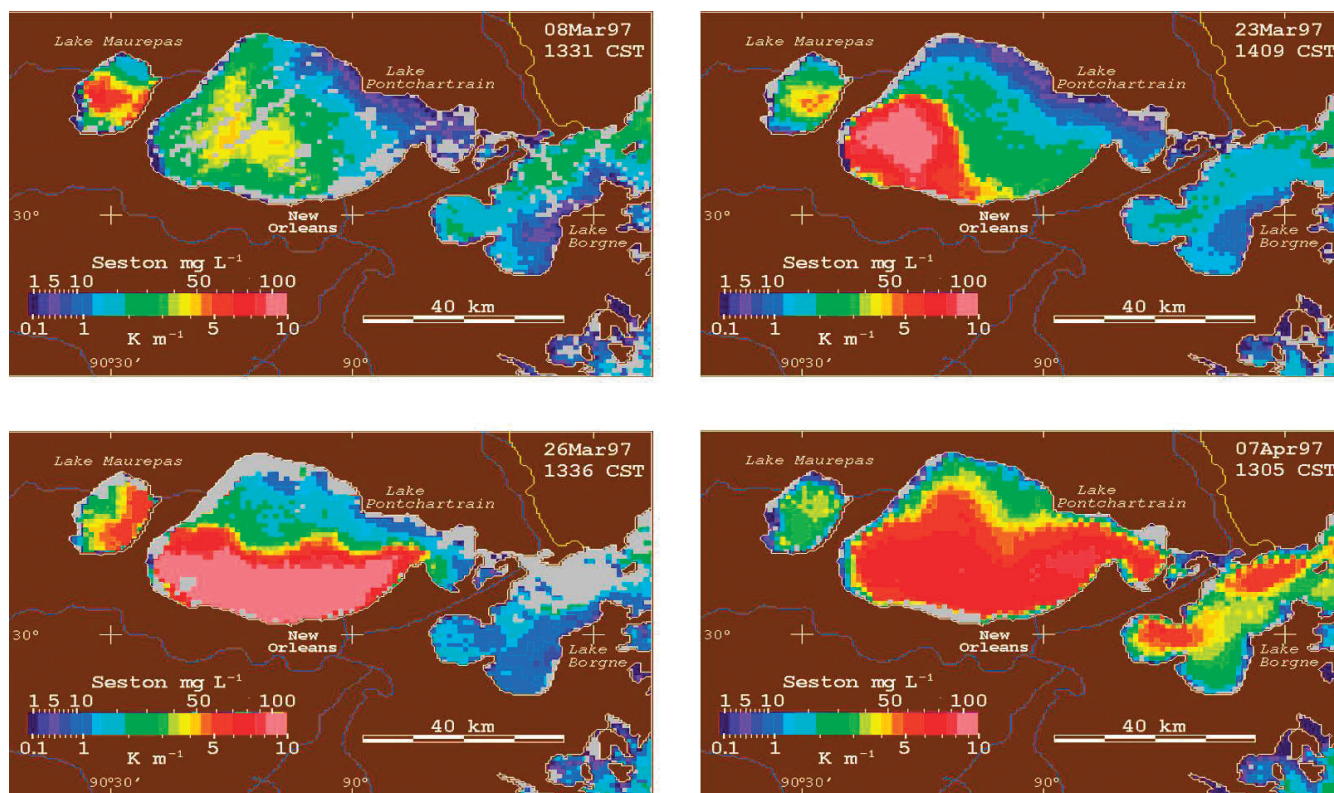 08Mar97
Lake Maurepas
1331 CST
Lake
Pontchartrain
30°
New
Orleans
Lake
Borgne
Seston mg L⁻¹
1 5 10 50 100
40 km
0.1 1 5 10
K m⁻¹
90°30′ 90°
23Mar97
Lake Maurepas
1409 CST
Lake
Pontchartrain
30°
New
Orleans
Lake
Borgne
Seston mg L⁻¹
1 5 10 50 100
40 km
0.1 1 5 10
K m⁻¹
90°30′ 90°
26Mar97
Lake Maurepas
1336 CST
Lake
Pontchartrain
30°
New
Orleans
Lake
Borgne
Seston mg L⁻¹
1 5 10 50 100
40 km
0.1 1 5 10
K m⁻¹
90°30′ 90°
07Apr97
Lake Maurepas
1305 CST
Lake
Pontchartrain
30°
New
Orleans
Lake
Borgne
Seston mg L⁻¹
1 5 10 50 100
40 km
0.1 1 5 10
K m⁻¹
90°30′ 90°